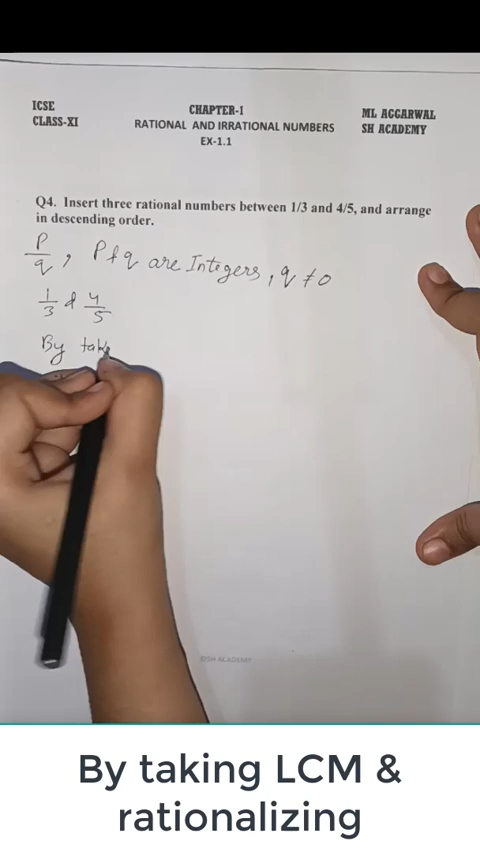 ICSE
CLASS-XI
CHAPTER-1
RATIONAL AND IRRATIONAL NUMBERS
EX-1.1
ML AGGARWAL
SH ACADEMY
Q4. Insert three rational numbers between 1/3 and 4/5, and arrange
in descending order.
P/q, P & q are Integers, q ≠ 0
1/3 & 4/5
By tak
©SH ACADEMY
By taking LCM &
rationalizing